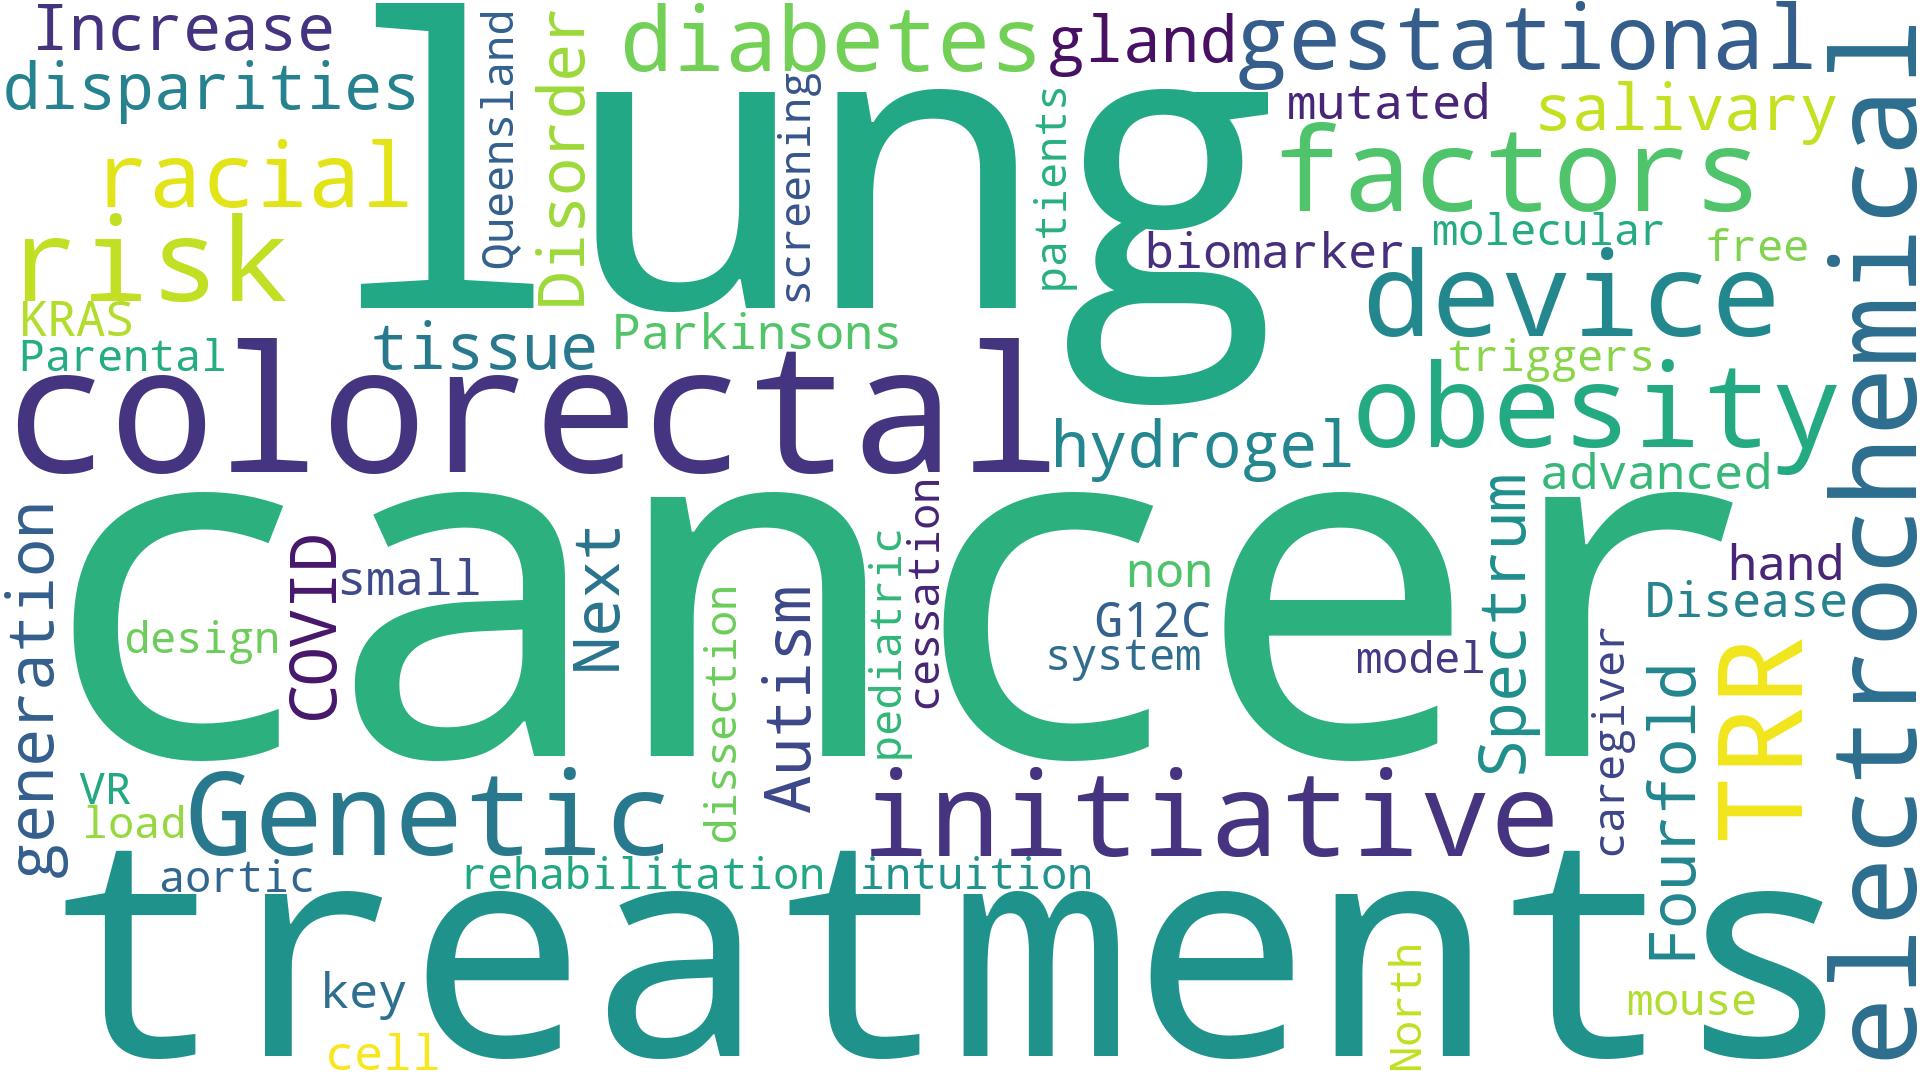 Increase
lung
Queensland
Disorder
diabetes
gland
gestational
electrochemical
disparities
screening
patients
mutated
salivary
racial
factors
risk
biomarker
molecular
free
device
KRAS
Parental
tissue
Parkinsons
triggers
colorectal
obesity
hydrogel
advanced
cancer
generation
COVID
small
Next
cessation
pediatric
dissection
Autism
non
G12C
system
model
Spectrum
hand
Disease
design
caregiver
Fourfold
TRR
VR
load
Genetic
initiative
aortic
rehabilitation
intuition
treatments
key
cell
North
mouse